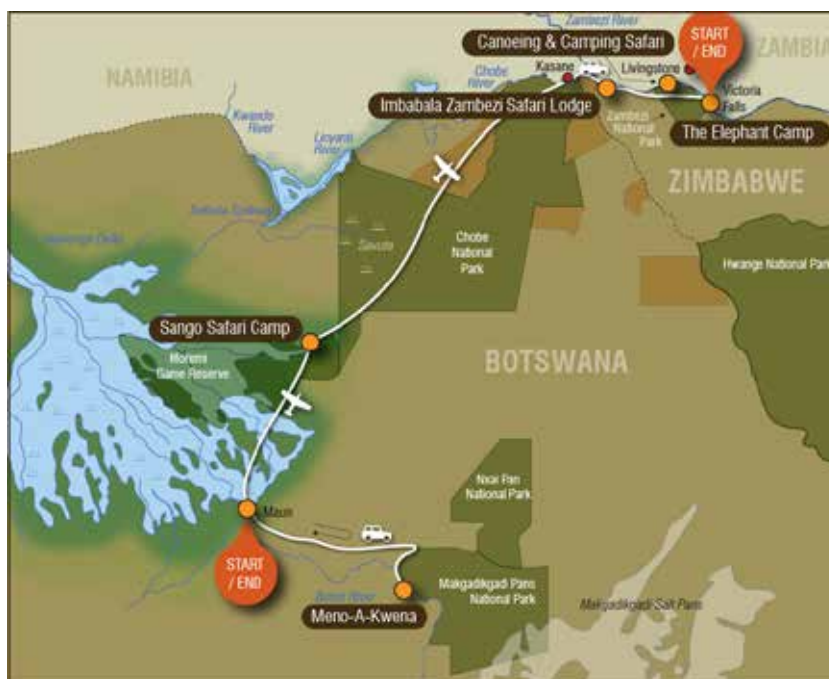 Zambezi River
START
/ END
ZAMBIA
Canoeing & Camping Safari
NAMIBIA
Chobe
River
Kasane
Livingstone
Victoria
Falls
Kwando
River
Imbabala Zambezi Safari Lodge
Zambezi
National
Park
The Elephant Camp
Linyanti
River
ZIMBABWE
Savute
Chobe
National
Park
Hwange National Park
Sango Safari Camp
Moremi
Game Reserve
BOTSWANA
Nxai Pan
National Park
Maun
START
/ END
Boteti River
Makgadikgadi Pans
National Park
Makgadikgadi Salt Pans
Meno-A-Kwena